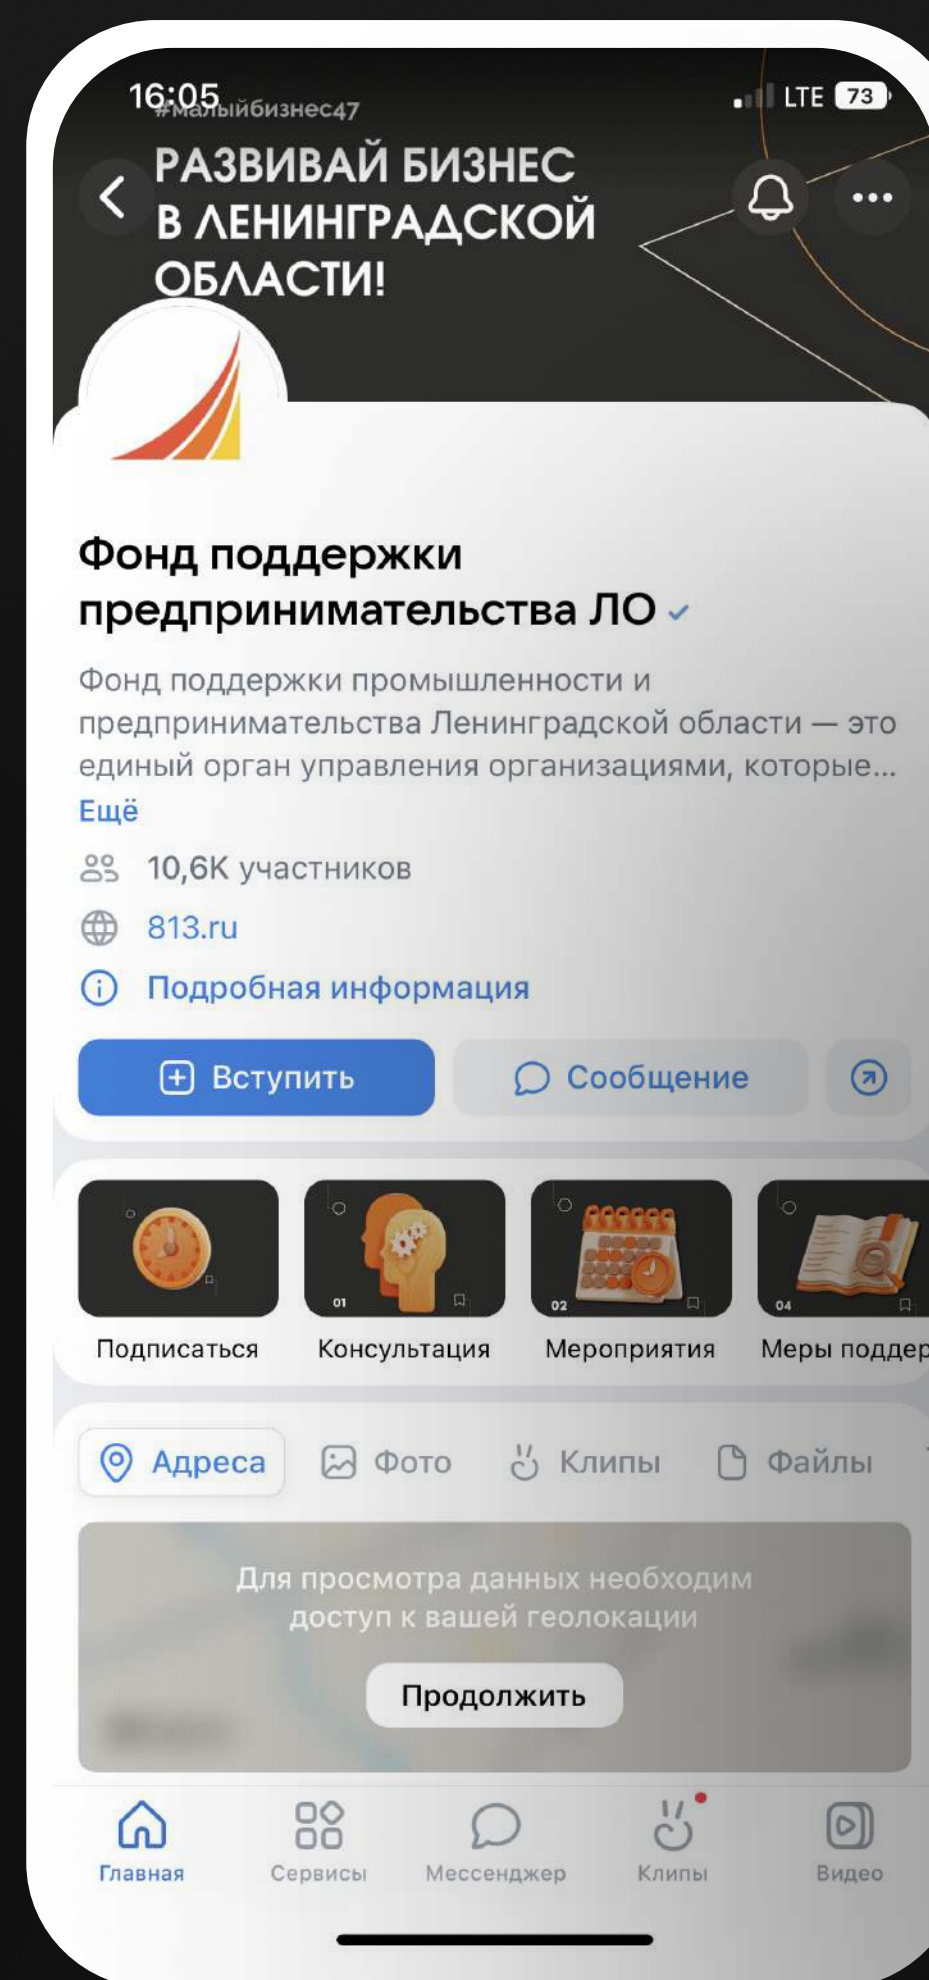 16:05
LTE 73
#малыйбизнес47
РАЗВИВАЙ БИЗНЕС
В ЛЕНИНГРАДСКОЙ
ОБЛАСТИ!
Фонд поддержки
предпринимательства ЛО
Фонд поддержки промышленности и
предпринимательства Ленинградской области — это
единый орган управления организациями, которые...
Ещё
10,6K участников
813.ru
Подробная информация
Вступить
Сообщение
01
02
04
Подписаться
Консультация
Мероприятия
Меры поддер
Адреса
Фото
Клипы
Файлы
Для просмотра данных необходим
доступ к вашей геолокации
Продолжить
Главная
Сервисы
Мессенджер
Клипы
Видео